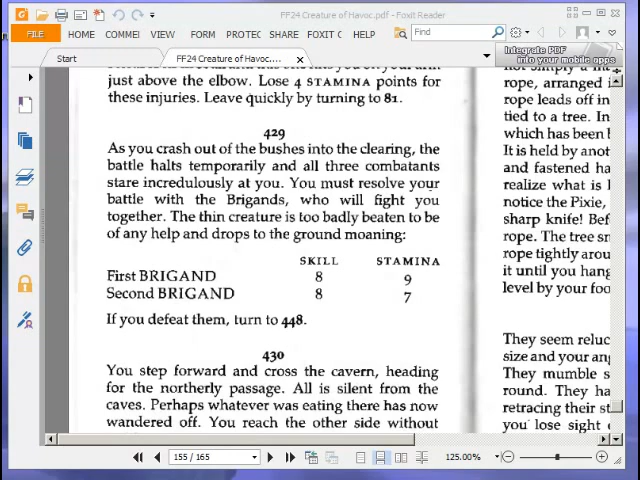 FF24 Creature of Havoc.pdf - Foxit Reader
FILE HOME COMMEI VIEW FORM PROTEC SHARE FOXIT C HELP Find
Integrate PDF
into your mobile apps
Start FF24 Creature of Havoc....
just above the elbow. Lose 4 STAMINA points for
these injuries. Leave quickly by turning to 81.
429
As you crash out of the bushes into the clearing, the
battle halts temporarily and all three combatants
stare incredulously at you. You must resolve your
battle with the Brigands, who will fight you
together. The thin creature is too badly beaten to be
of any help and drops to the ground moaning:
SKILL STAMINA
First BRIGAND 8 9
Second BRIGAND 8 7
If you defeat them, turn to 448.
430
You step forward and cross the cavern, heading
for the northerly passage. All is silent from the
caves. Perhaps whatever was eating there has now
wandered off. You reach the other side without
rope, arranged i
rope leads off in
tied to a tree. In
which has been b
It is held by anot
and fastened ha
realize what is l
notice the Pixie,
sharp knife! Bef
rope. The tree sn
rope tightly arou
it until you hang
level by your foo
They seem reluc
size and your ang
They mumble s
round. They ha
retracing their st
you lose sight
155 / 165 125.00%